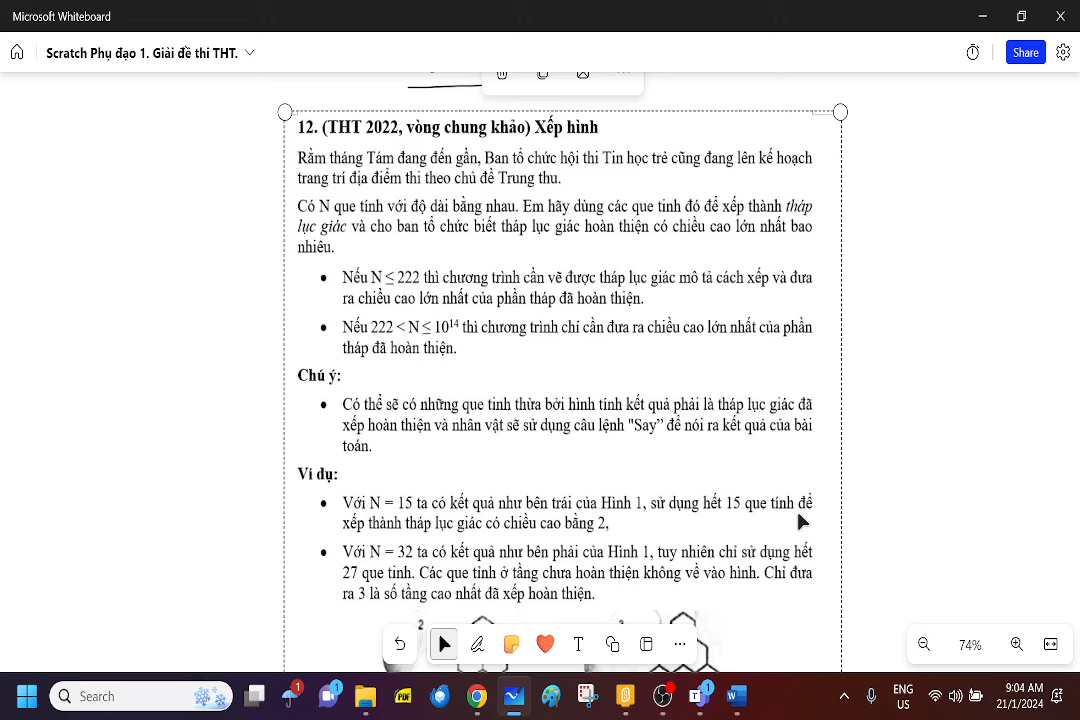 Microsoft Whiteboard
Scratch Phụ đạo 1. Giải đề thi THT.
Share
12. (THT 2022, vòng chung khảo) Xếp hình
Rằm tháng Tám đang đến gần, Ban tổ chức hội thi Tin học trẻ cũng đang lên kế hoạch
trang trí địa điểm thi theo chủ đề Trung thu.
Có N que tính với độ dài bằng nhau. Em hãy dùng các que tính đó để xếp thành tháp
lục giác và cho ban tổ chức biết tháp lục giác hoàn thiện có chiều cao lớn nhất bao
nhiêu.
• Nếu N ≤ 222 thì chương trình cần vẽ được tháp lục giác mô tả cách xếp và đưa
ra chiều cao lớn nhất của phần tháp đã hoàn thiện.
• Nếu 222 < N ≤ 10¹⁴ thì chương trình chỉ cần đưa ra chiều cao lớn nhất của phần
tháp đã hoàn thiện.
Chú ý:
• Có thể sẽ có những que tính thừa bởi hình tính kết quả phải là tháp lục giác đã
xếp hoàn thiện và nhân vật sẽ sử dụng câu lệnh "Say” để nói ra kết quả của bài
toán.
Ví dụ:
• Với N = 15 ta có kết quả như bên trái của Hình 1, sử dụng hết 15 que tính để
xếp thành tháp lục giác có chiều cao bằng 2,
• Với N = 32 ta có kết quả như bên phải của Hình 1, tuy nhiên chỉ sử dụng hết
27 que tính. Các que tính ở tầng chưa hoàn thiện không vẽ vào hình. Chỉ đưa
ra 3 là số tầng cao nhất đã xếp hoàn thiện.
2
74%
Search
1
1
PDF
1
ENG
US
9:04 AM
21/1/2024